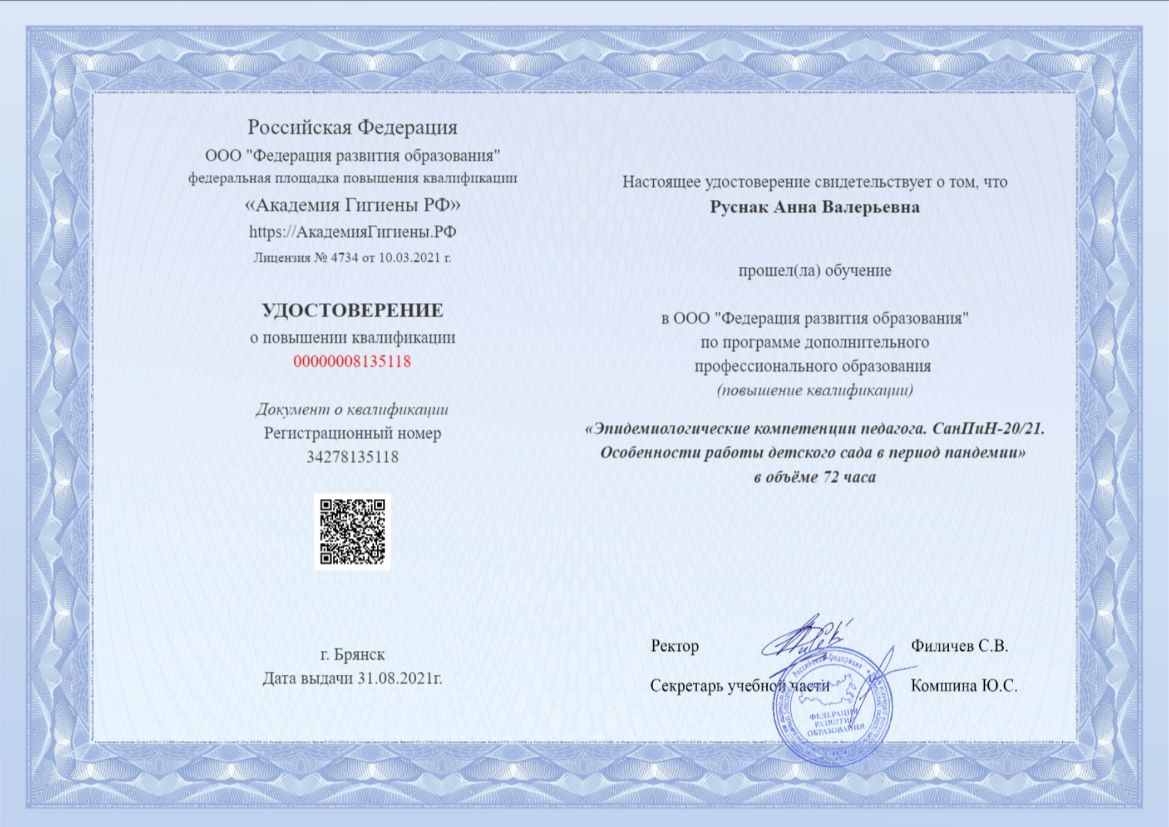 Российская Федерация
ООО "Федерация развития образования"
федеральная площадка повышения квалификации
«Академия Гигиены РФ»
https://АкадемияГигиены.РФ
Лицензия № 4734 от 10.03.2021 г.
УДОСТОВЕРЕНИЕ
о повышении квалификации
00000008135118
Документ о квалификации
Регистрационный номер
34278135118
г. Брянск
Дата выдачи 31.08.2021г.
Настоящее удостоверение свидетельствует о том, что
Руснак Анна Валерьевна
прошел(ла) обучение
в ООО "Федерация развития образования"
по программе дополнительного
профессионального образования
(повышение квалификации)
«Эпидемиологические компетенции педагога. СанПиН-20/21.
Особенности работы детского сада в период пандемии»
в объёме 72 часа
Ректор
Филичев С.В.
Секретарь учебной части
Комшина Ю.С.
Российская Федерация
ФЕДЕРАЦИЯ
РАЗВИТИЯ
ОБРАЗОВАНИЯ